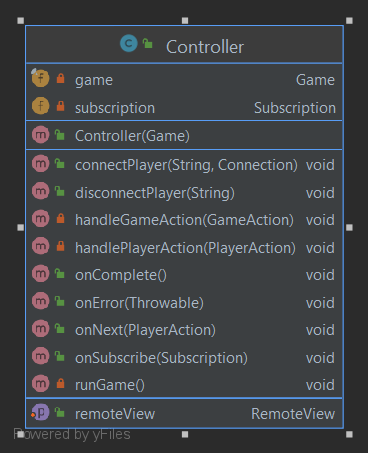 Controller
game Game
subscription Subscription
Controller(Game)
connectPlayer(String, Connection) void
disconnectPlayer(String) void
handleGameAction(GameAction) void
handlePlayerAction(PlayerAction) void
onComplete() void
onError(Throwable) void
onNext(PlayerAction) void
onSubscribe(Subscription) void
runGame() void
remoteView RemoteView
Powered by yFiles